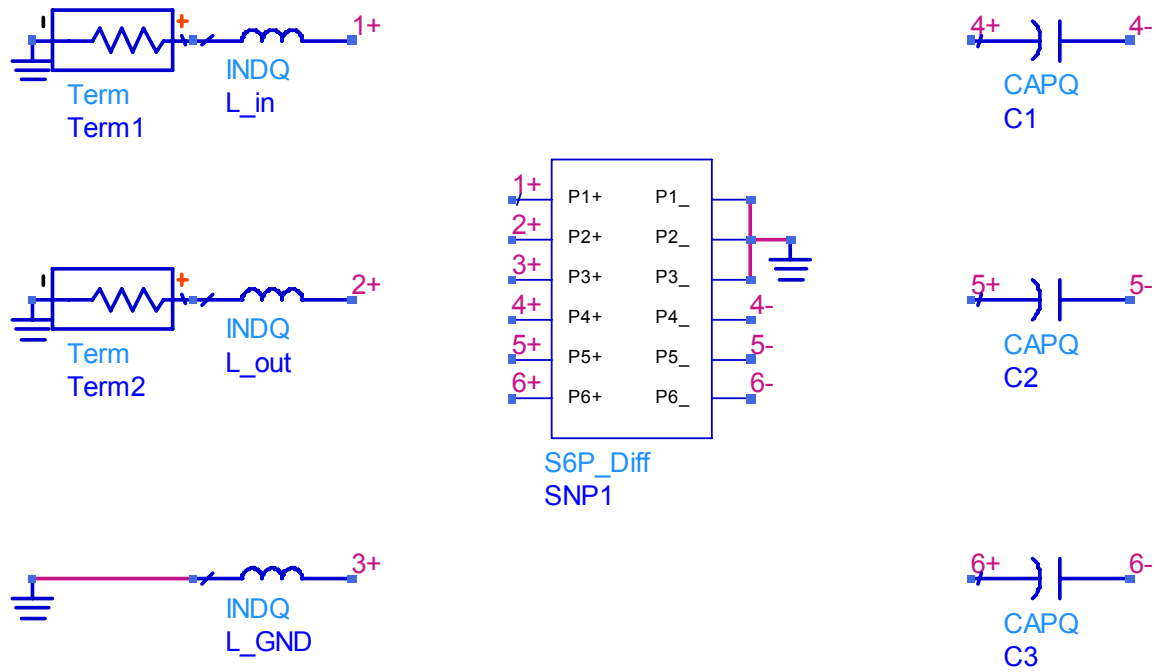 1+
INDQ
L_in
Term
Term1
4+ 4-
CAPQ
C1
1+ P1+ P1_
2+ P2+ P2_
3+ P3+ P3_
4+ P4+ P4_ 4-
5+ P5+ P5_ 5-
6+ P6+ P6_ 6-
S6P_Diff
SNP1
2+
INDQ
L_out
Term
Term2
5+ 5-
CAPQ
C2
3+
INDQ
L_GND
6+ 6-
CAPQ
C3